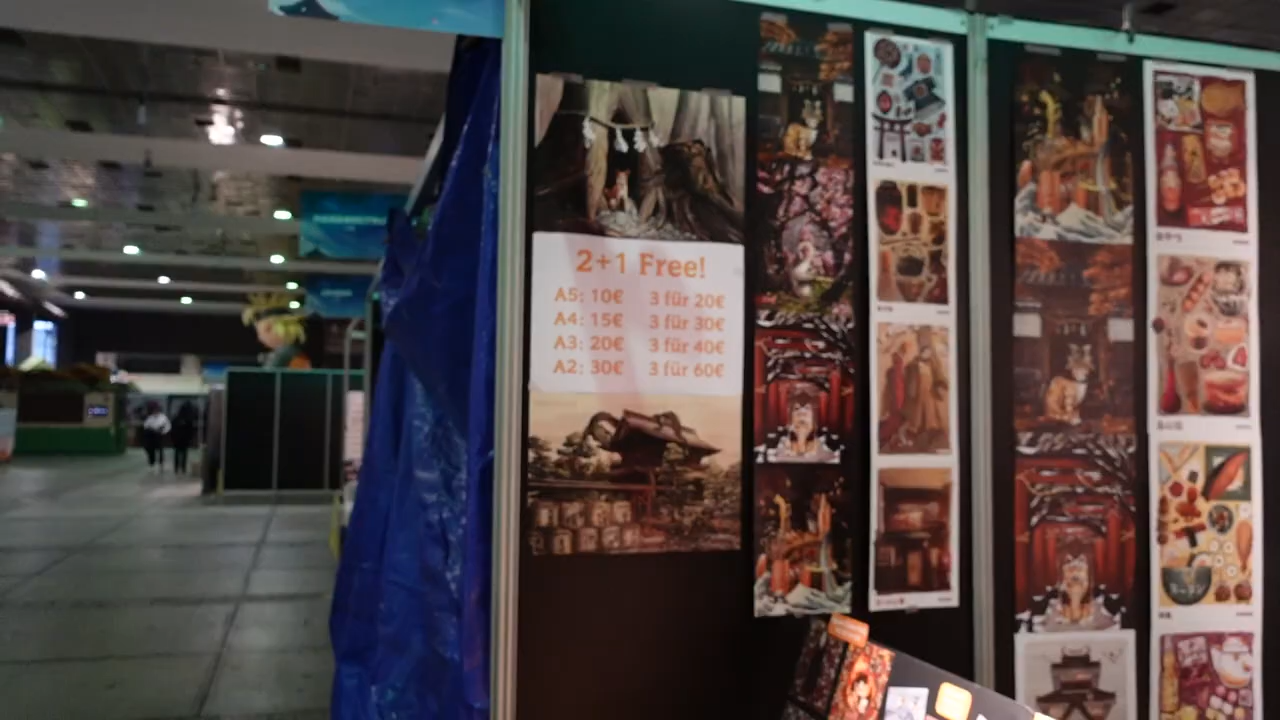 2+1 Free!
A5: 10€ 3 für 20€
A4: 15€ 3 für 30€
A3: 20€ 3 für 40€
A2: 30€ 3 für 60€